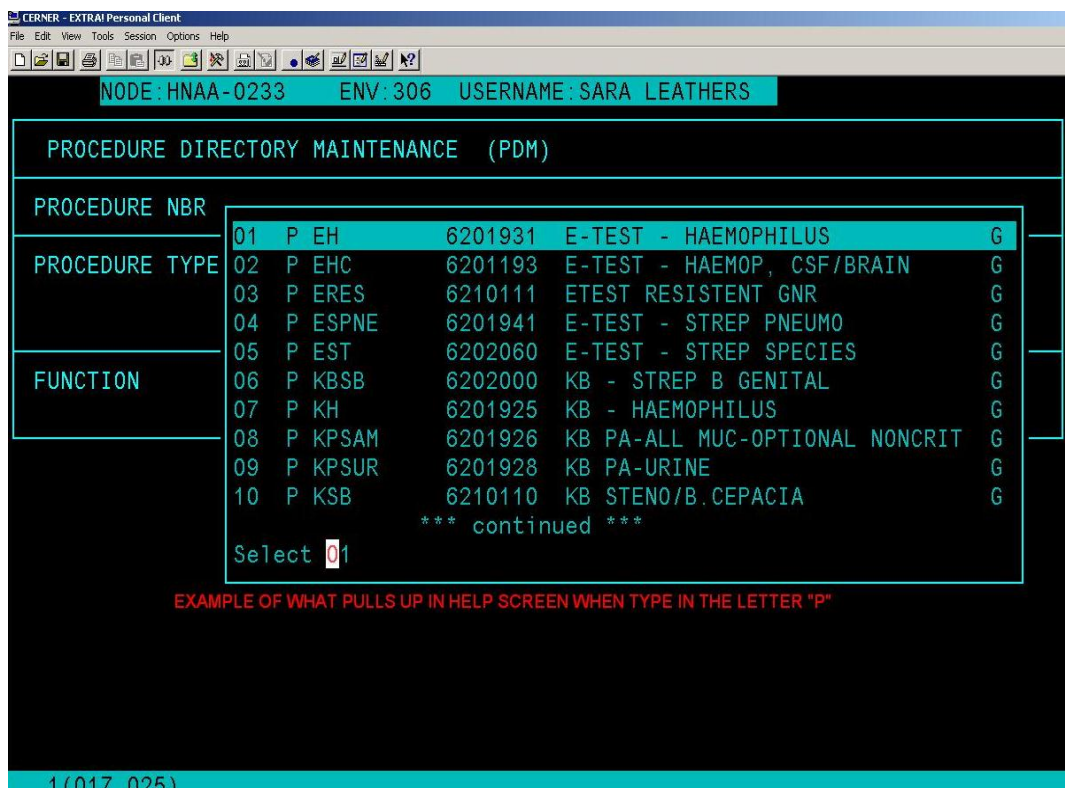 CERNER - EXTRA! Personal Client
File Edit View Tools Session Options Help
NODE:HNAA-0233 ENV:306 USERNAME:SARA LEATHERS
PROCEDURE DIRECTORY MAINTENANCE (PDM)
PROCEDURE NBR
PROCEDURE TYPE
FUNCTION
01 P EH 6201931 E-TEST - HAEMOPHILUS G
02 P EHC 6201193 E-TEST - HAEMOP, CSF/BRAIN G
03 P ERES 6210111 ETEST RESISTENT GNR G
04 P ESPNE 6201941 E-TEST - STREP PNEUMO G
05 P EST 6202060 E-TEST - STREP SPECIES G
06 P KBSB 6202000 KB - STREP B GENITAL G
07 P KH 6201925 KB - HAEMOPHILUS G
08 P KPSAM 6201926 KB PA-ALL MUC-OPTIONAL NONCRIT G
09 P KPSUR 6201928 KB PA-URINE G
10 P KSB 6210110 KB STENO/B.CEPACIA G
*** continued ***
Select 01
EXAMPLE OF WHAT PULLS UP IN HELP SCREEN WHEN TYPE IN THE LETTER "P"
1(017,025)